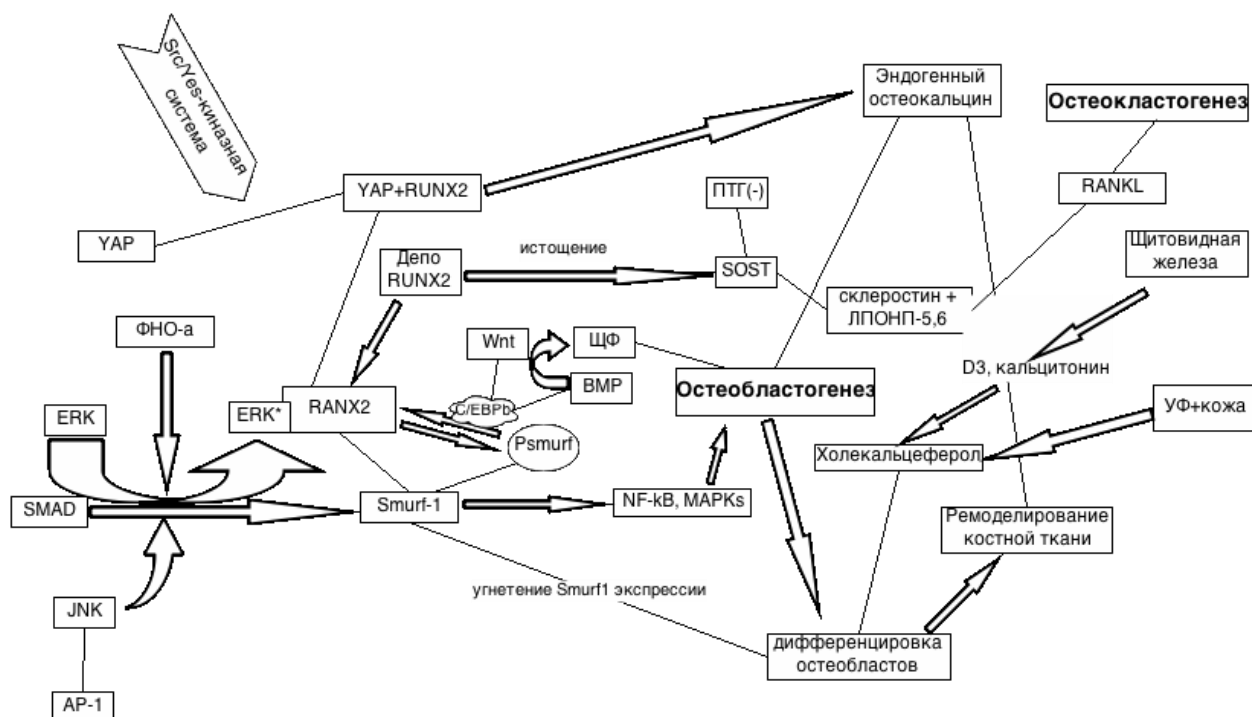 Src/Yes-киназная
система
Эндогенный
остеокальцин
Остеокластогенез
YAP+RUNX2
ПТГ(-)
RANKL
YAP
истощение
Депо
RUNX2
SOST
Щитовидная
железа
склеростин +
ЛПОНП-5,6
ФНО-а
Wnt
ЩФ
D3, кальцитонин
BMP
Остеобластогенез
ERK
ERK*
RANX2
C/EBPb
УФ+кожа
Psmurf
Холекальцеферол
SMAD
Smurf-1
NF-kB, MAPKs
Ремоделирование
костной ткани
угнетение Smurf1 экспрессии
JNK
дифференцировка
остеобластов
AP-1